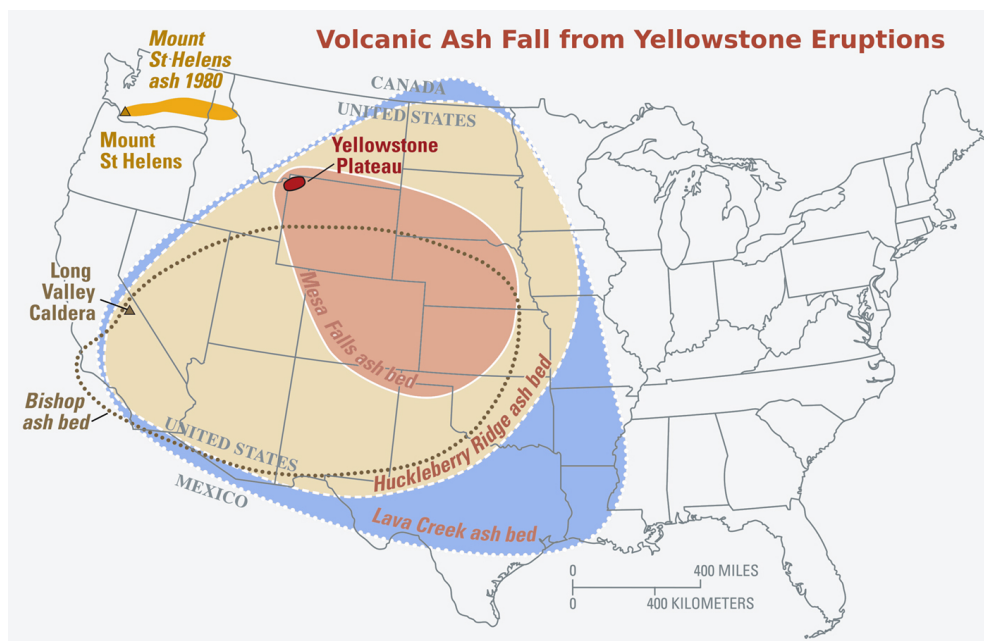 Volcanic Ash Fall from Yellowstone Eruptions
Mount
St Helens
ash 1980
CANADA
UNITED STATES
Mount
St Helens
Yellowstone
Plateau
Long
Valley
Caldera
Mesa Falls ash bed
Bishop
ash bed
Huckleberry Ridge ash bed
UNITED STATES
MEXICO
Lava Creek ash bed
0 400 MILES
0 400 KILOMETERS